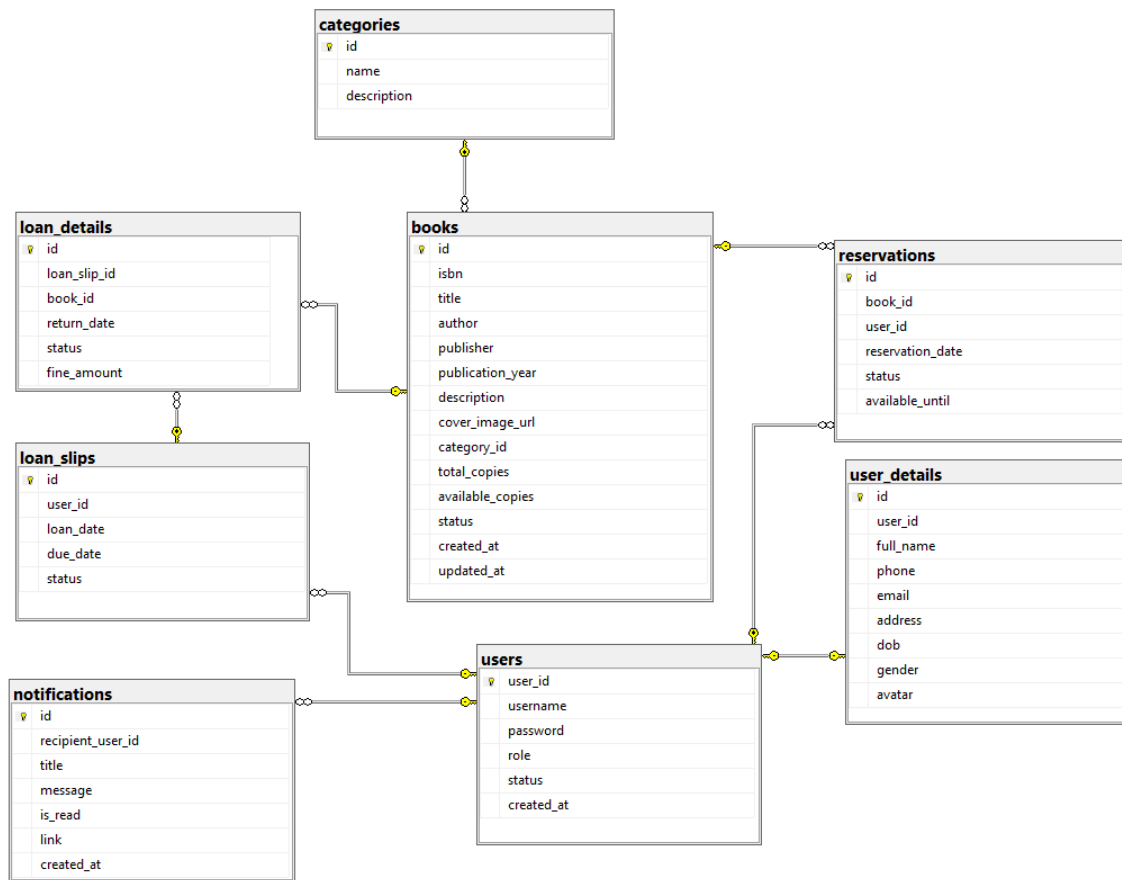 categories
id
name
description
loan_details
id
loan_slip_id
book_id
return_date
status
fine_amount
books
id
isbn
title
author
publisher
publication_year
description
cover_image_url
category_id
total_copies
available_copies
status
created_at
updated_at
reservations
id
book_id
user_id
reservation_date
status
available_until
loan_slips
id
user_id
loan_date
due_date
status
user_details
id
user_id
full_name
phone
email
address
dob
gender
avatar
users
user_id
username
password
role
status
created_at
notifications
id
recipient_user_id
title
message
is_read
link
created_at